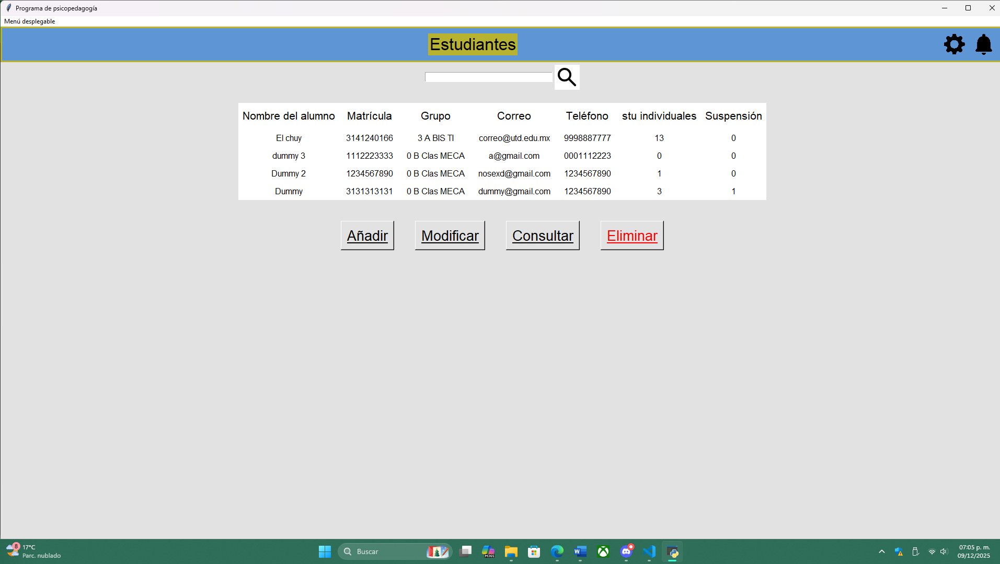 Programa de psicopedagogía
Menú desplegable
Estudiantes
Nombre del alumno Matrícula Grupo Correo Teléfono stu individuales Suspensión
El chuy 3141240166 3 A BIS TI correo@utd.edu.mx 9998887777 13 0
dummy 3 1112223333 0 B Clas MECA a@gmail.com 0001112223 0 0
Dummy 2 1234567890 0 B Clas MECA nosexd@gmail.com 1234567890 1 0
Dummy 3131313131 0 B Clas MECA dummy@gmail.com 1234567890 3 1
Añadir Modificar Consultar Eliminar
8 17°C
Parc. nublado
Buscar
M365
07:05 p. m.
09/12/2025